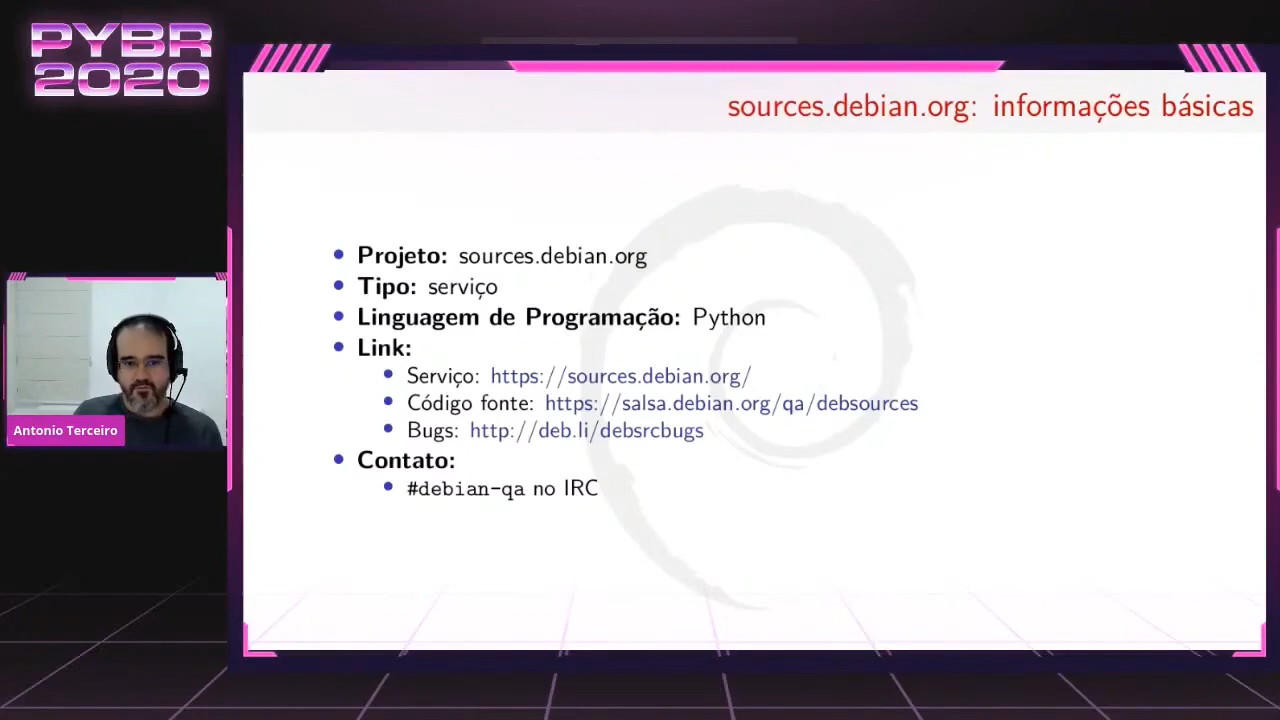 PYBR
2020
sources.debian.org: informações básicas
Projeto: sources.debian.org
Tipo: serviço
Linguagem de Programação: Python
Link:
Serviço: https://sources.debian.org/
Código fonte: https://salsa.debian.org/qa/debsources
Bugs: http://deb.li/debsrcbugs
Contato:
#debian-qa no IRC
Antonio Terceiro